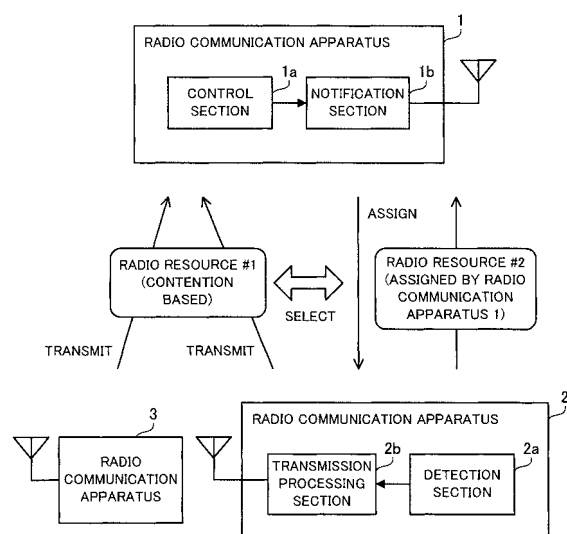 1
RADIO COMMUNICATION APPARATUS
1a
1b
CONTROL
SECTION
NOTIFICATION
SECTION
ASSIGN
RADIO RESOURCE #1
(CONTENTION
BASED)
SELECT
RADIO RESOURCE #2
(ASSIGNED BY RADIO
COMMUNICATION
APPARATUS 1)
TRANSMIT
TRANSMIT
2
RADIO COMMUNICATION APPARATUS
3
2b
2a
RADIO
COMMUNICATION
APPARATUS
TRANSMISSION
PROCESSING
SECTION
DETECTION
SECTION